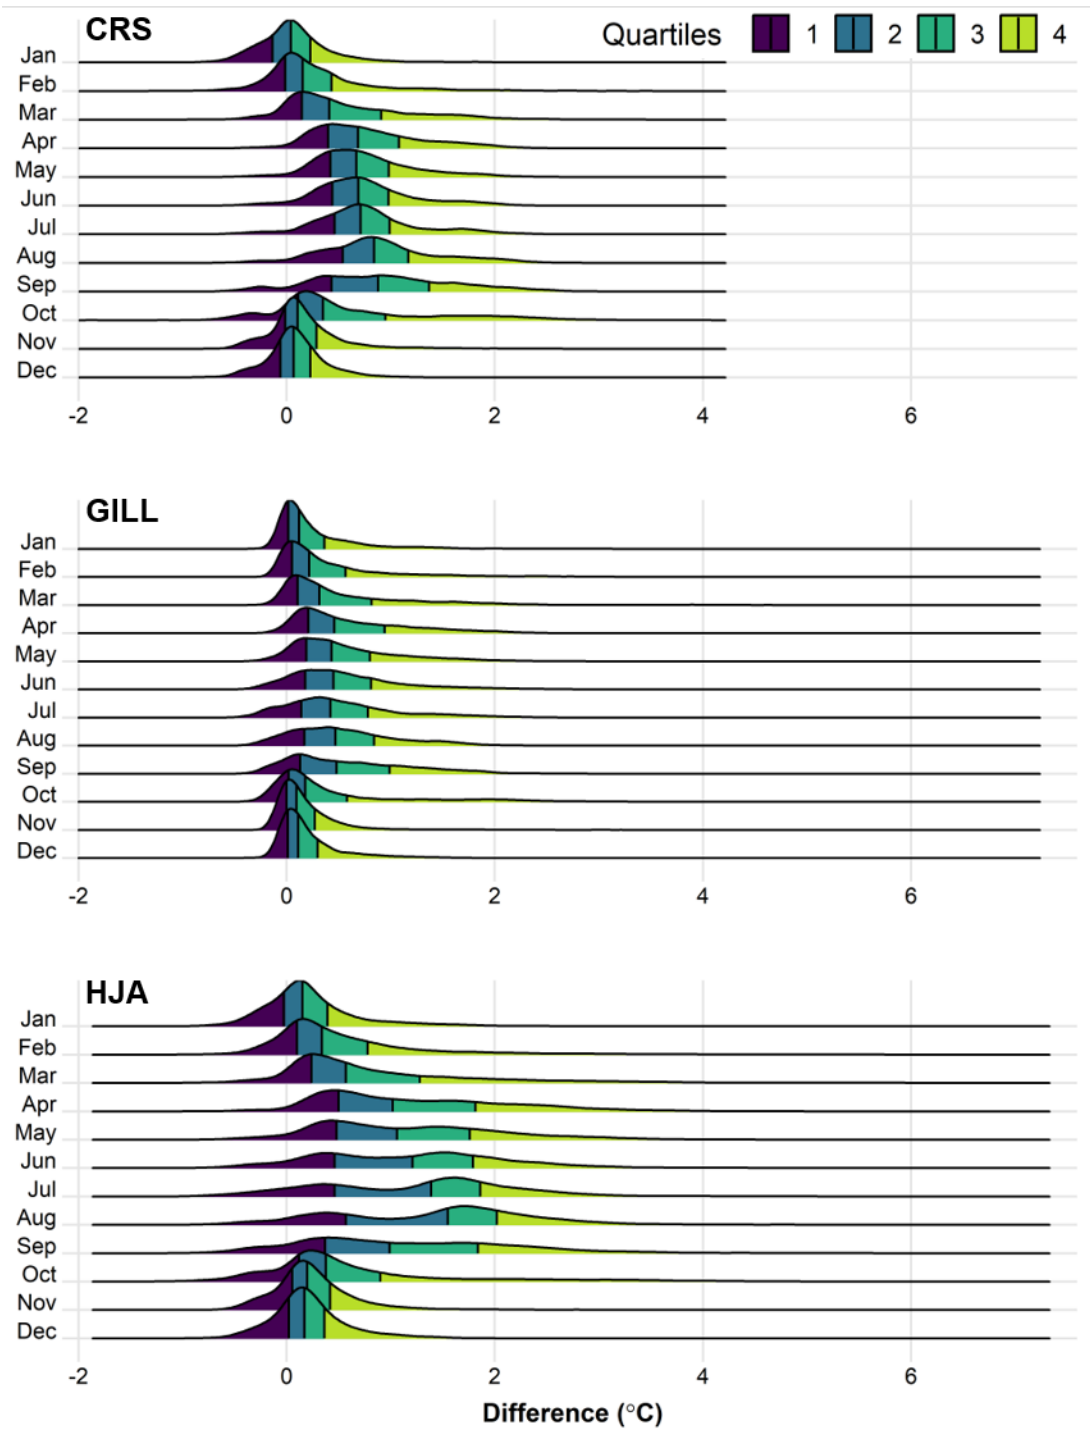 CRS
Quartiles 1 2 3 4
Jan
Feb
Mar
Apr
May
Jun
Jul
Aug
Sep
Oct
Nov
Dec
-2 0 2 4 6
GILL
Jan
Feb
Mar
Apr
May
Jun
Jul
Aug
Sep
Oct
Nov
Dec
-2 0 2 4 6
HJA
Jan
Feb
Mar
Apr
May
Jun
Jul
Aug
Sep
Oct
Nov
Dec
-2 0 2 4 6
Difference (°C)